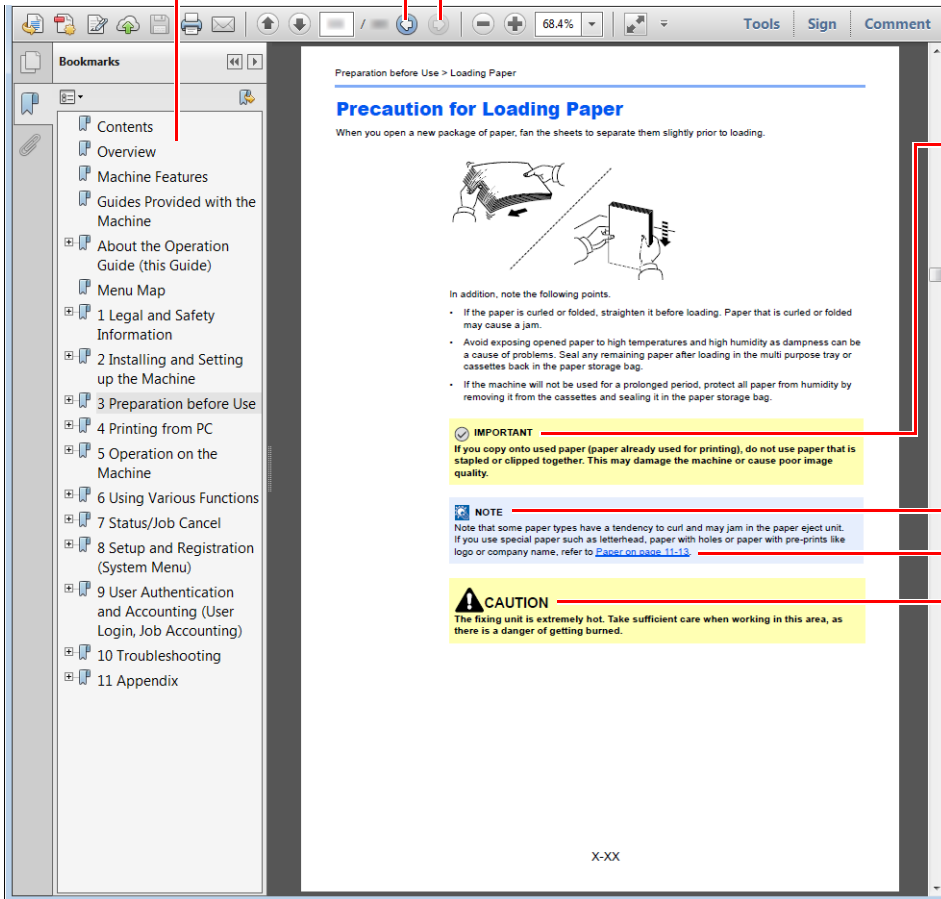 /
68.4%
Tools
Sign
Comment
Bookmarks
Contents
Overview
Machine Features
Guides Provided with the
Machine
About the Operation
Guide (this Guide)
Menu Map
1 Legal and Safety
Information
2 Installing and Setting
up the Machine
3 Preparation before Use
4 Printing from PC
5 Operation on the
Machine
6 Using Various Functions
7 Status/Job Cancel
8 Setup and Registration
(System Menu)
9 User Authentication
and Accounting (User
Login, Job Accounting)
10 Troubleshooting
11 Appendix
Preparation before Use > Loading Paper
Precaution for Loading Paper
When you open a new package of paper, fan the sheets to separate them slightly prior to loading.
In addition, note the following points.
• If the paper is curled or folded, straighten it before loading. Paper that is curled or folded
may cause a jam.
• Avoid exposing opened paper to high temperatures and high humidity as dampness can be
a cause of problems. Seal any remaining paper after loading in the multi purpose tray or
cassettes back in the paper storage bag.
• If the machine will not be used for a prolonged period, protect all paper from humidity by
removing it from the cassettes and sealing it in the paper storage bag.
IMPORTANT
If you copy onto used paper (paper already used for printing), do not use paper that is
stapled or clipped together. This may damage the machine or cause poor image
quality.
NOTE
Note that some paper types have a tendency to curl and may jam in the paper eject unit.
If you use special paper such as letterhead, paper with holes or paper with pre-prints like
logo or company name, refer to Paper on page 11-13.
CAUTION
The fixing unit is extremely hot. Take sufficient care when working in this area, as
there is a danger of getting burned.
X-XX